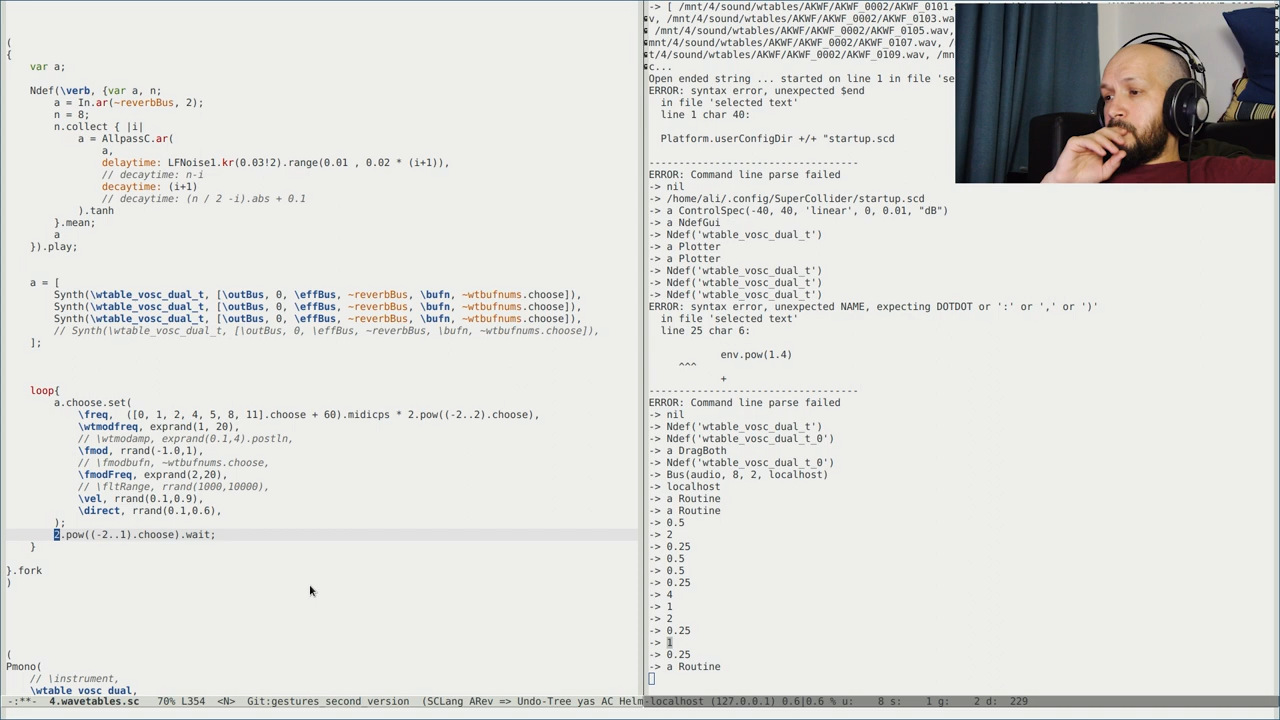 (
{
var a;
Ndef(\verb, {var a, n;
a = In.ar(~reverbBus, 2);
n = 8;
n.collect { |i|
a = AllpassC.ar(
a,
delaytime: LFNoise1.kr(0.03!2).range(0.01 , 0.02 * (i+1)),
// decaytime: n-i
decaytime: (i+1)
// decaytime: (n / 2 -i).abs + 0.1
).tanh
}.mean;
a
}).play;
a = [
Synth(\wtable_vosc_dual_t, [\outBus, 0, \effBus, ~reverbBus, \bufn, ~wtbufnums.choose]),
Synth(\wtable_vosc_dual_t, [\outBus, 0, \effBus, ~reverbBus, \bufn, ~wtbufnums.choose]),
Synth(\wtable_vosc_dual_t, [\outBus, 0, \effBus, ~reverbBus, \bufn, ~wtbufnums.choose]),
// Synth(\wtable_vosc_dual_t, [\outBus, 0, \effBus, ~reverbBus, \bufn, ~wtbufnums.choose]),
];
loop{
a.choose.set(
\freq,  ([0, 1, 2, 4, 5, 8, 11].choose + 60).midicps * 2.pow((-2..2).choose),
\wtmodfreq, exprand(1, 20),
// \wtmodamp, exprand(0.1,4).postln,
\fmod, rrand(-1.0,1),
// \fmodbufn, ~wtbufnums.choose,
\fmodFreq, exprand(2,20),
// \fltRange, rrand(1000,10000),
\vel, rrand(0.1,0.9),
\direct, rrand(0.1,0.6),
);
2.pow((-2..1).choose).wait;
}
}.fork
)
(
Pmono(
// \instrument,
\wtable_vosc_dual,
-:**-  4.wavetables.sc   70% L354  <N>  Git:gestures second version  (SCLang ARev => Undo-Tree yas AC Helm
-> [ /mnt/4/sound/wtables/AKWF/AKWF_0002/AKWF_0101.
v, /mnt/4/sound/wtables/AKWF/AKWF_0002/AKWF_0103.wa
/mnt/4/sound/wtables/AKWF/AKWF_0002/AKWF_0105.wav,
mnt/4/sound/wtables/AKWF/AKWF_0002/AKWF_0107.wav, /
t/4/sound/wtables/AKWF/AKWF_0002/AKWF_0109.wav, /mn
c...
Open ended string ... started on line 1 in file 'se
ERROR: syntax error, unexpected $end
in file 'selected text'
line 1 char 40:
Platform.userConfigDir +/+ "startup.scd
-----------------------------------
ERROR: Command line parse failed
-> nil
-> /home/ali/.config/SuperCollider/startup.scd
-> a ControlSpec(-40, 40, 'linear', 0, 0.01, "dB")
-> a NdefGui
-> Ndef('wtable_vosc_dual_t')
-> a Plotter
-> a Plotter
-> Ndef('wtable_vosc_dual_t')
-> Ndef('wtable_vosc_dual_t')
-> Ndef('wtable_vosc_dual_t')
ERROR: syntax error, unexpected NAME, expecting DOTDOT or ':' or ',' or ')'
in file 'selected text'
line 25 char 6:
env.pow(1.4)
^^^
+
-----------------------------------
ERROR: Command line parse failed
-> nil
-> Ndef('wtable_vosc_dual_t')
-> Ndef('wtable_vosc_dual_t_0')
-> a DragBoth
-> Ndef('wtable_vosc_dual_t_0')
-> Bus(audio, 8, 2, localhost)
-> localhost
-> a Routine
-> a Routine
-> 0.5
-> 2
-> 0.25
-> 0.5
-> 0.5
-> 0.25
-> 4
-> 1
-> 2
-> 0.25
-> 1
-> 0.25
-> a Routine
-localhost (127.0.0.1) 0.6|0.6 % u:    8 s:    1 g:    2 d:  229